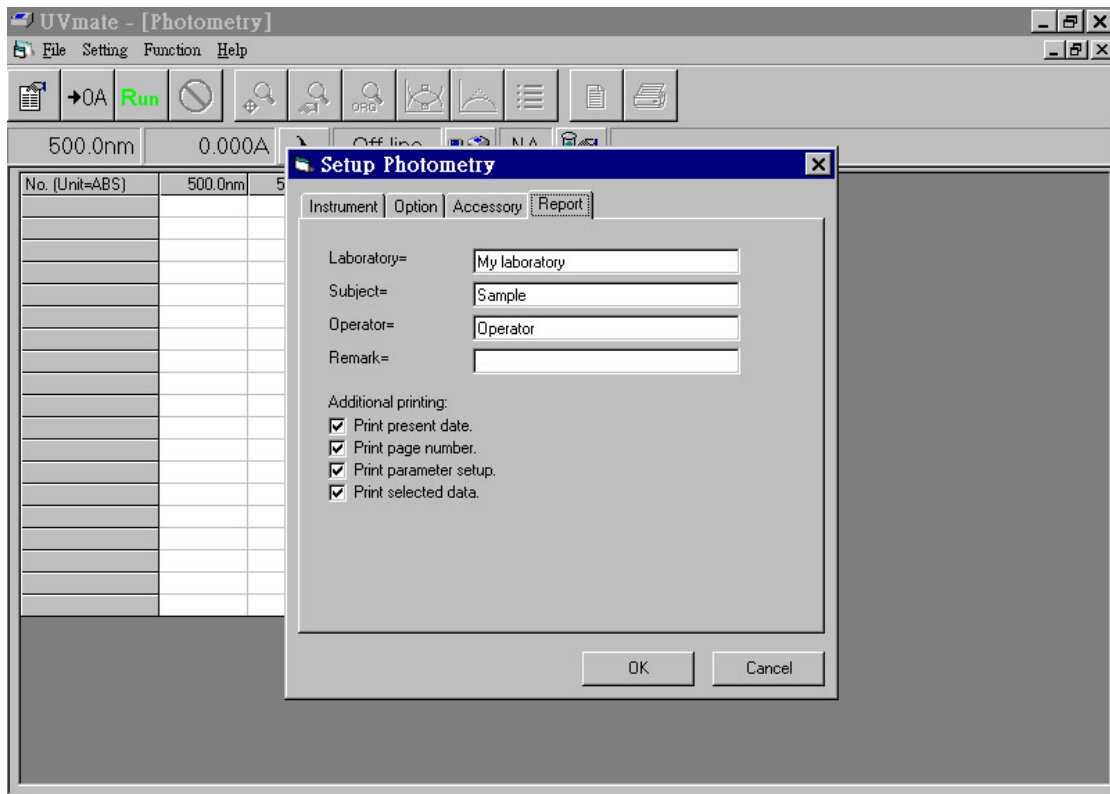 UVmate - [Photometry]
File Setting Function Help
→0A Run ORG
500.0nm 0.000A λ Off line NA
No. (Unit=ABS) 500.0nm 5
Setup Photometry
Instrument Option Accessory Report
Laboratory= My laboratory
Subject= Sample
Operator= Operator
Remark=
Additional printing:
Print present date.
Print page number.
Print parameter setup.
Print selected data.
OK Cancel